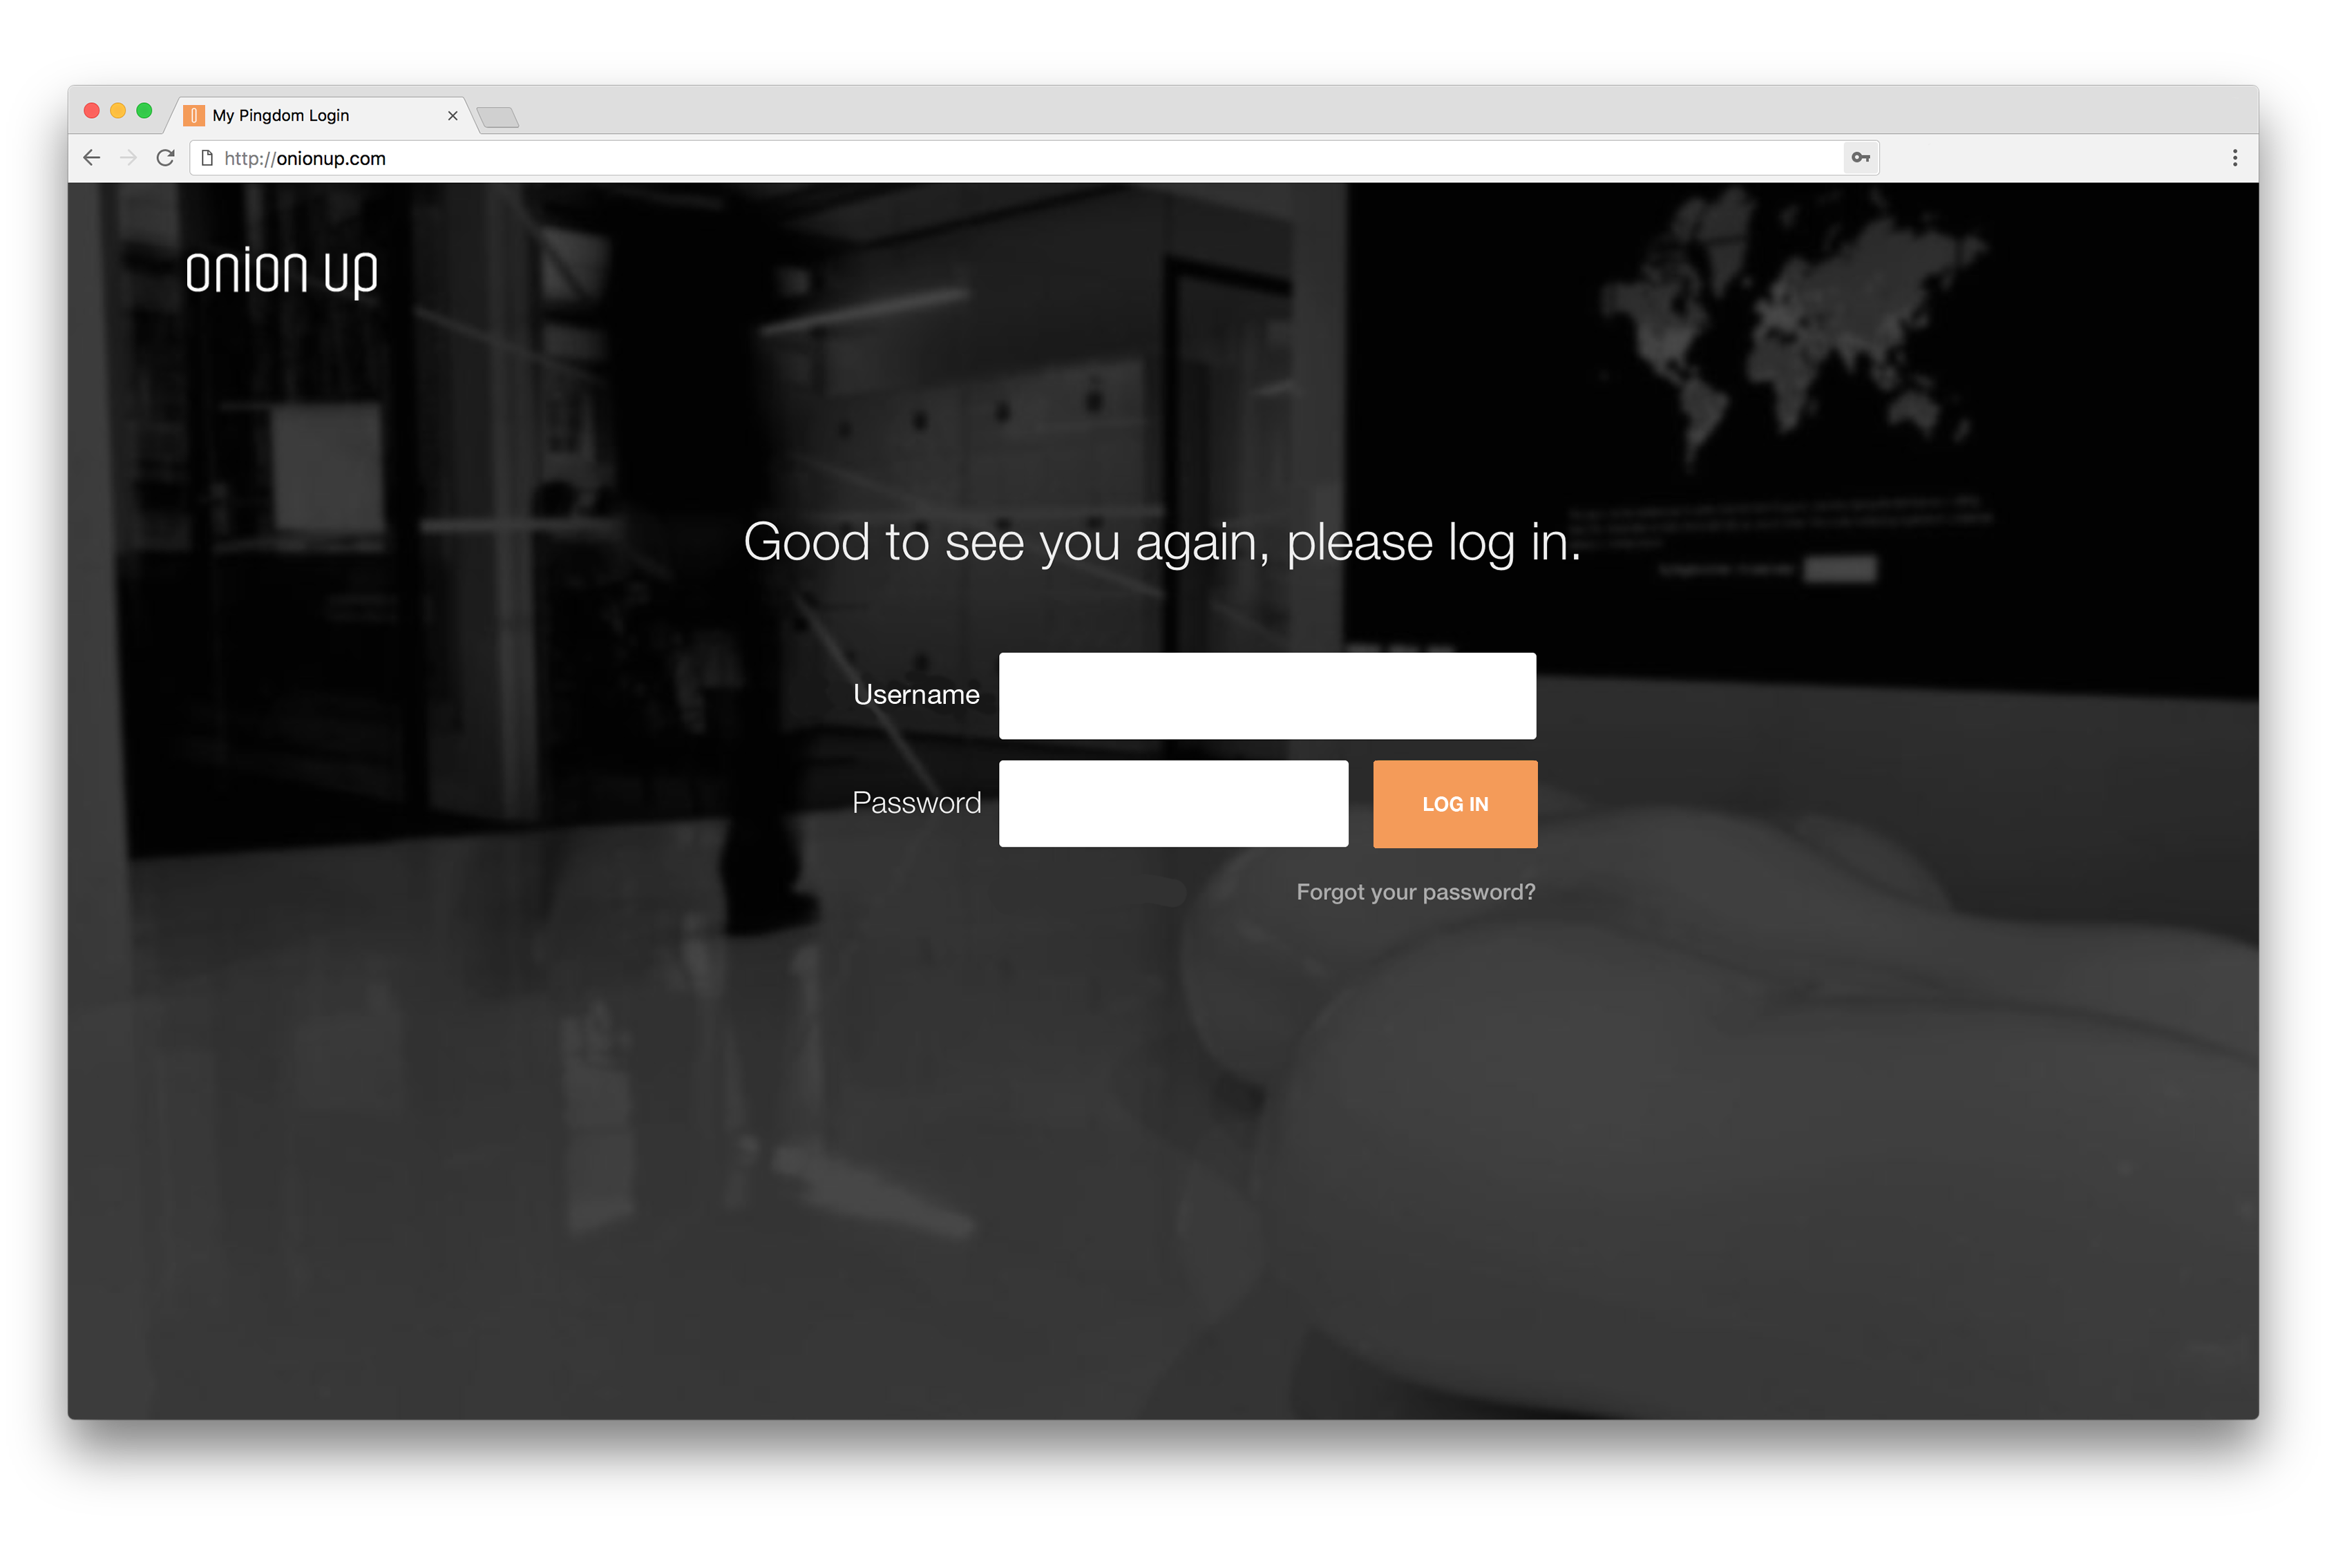 My Pingdom Login
http://onionup.com
onion up
Good to see you again, please log in.
Username
Password
LOG IN
Forgot your password?